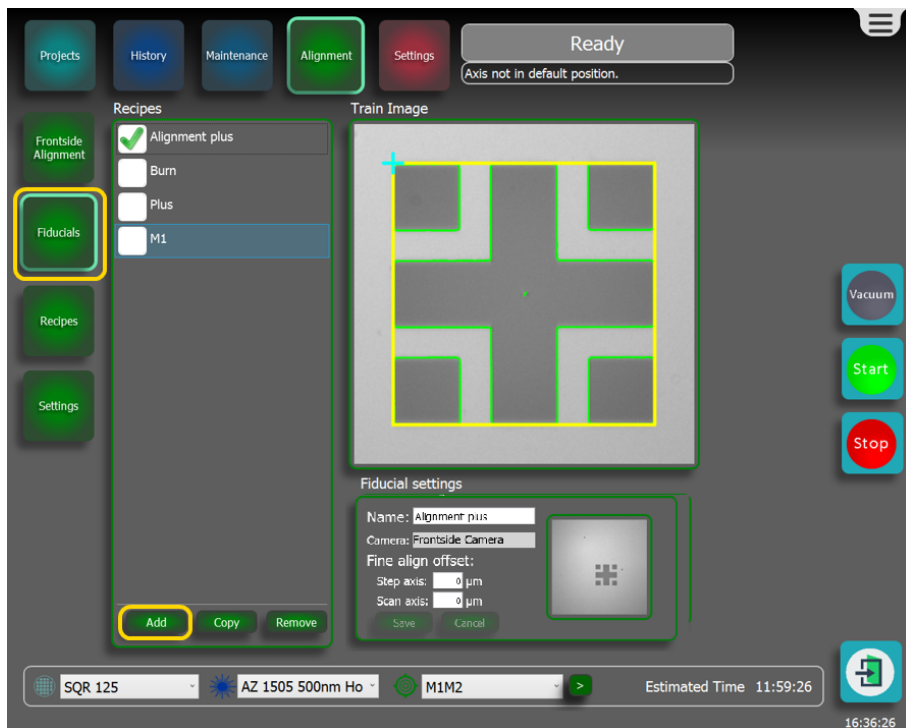 Projects
History
Maintenance
Alignment
Settings
Ready
Axis not in default position.
Recipes
Train Image
Frontside
Alignment
Fiducials
Recipes
Settings
Alignment plus
Burn
Plus
M1
Vacuum
Start
Stop
Fiducial settings
Name: Alignment plus
Camera: Frontside Camera
Fine align offset:
Step axis: 0 µm
Scan axis: 0 µm
Save Cancel
Add Copy Remove
SQR 125
AZ 1505 500nm Ho
M1M2
>
Estimated Time 11:59:26
16:36:26